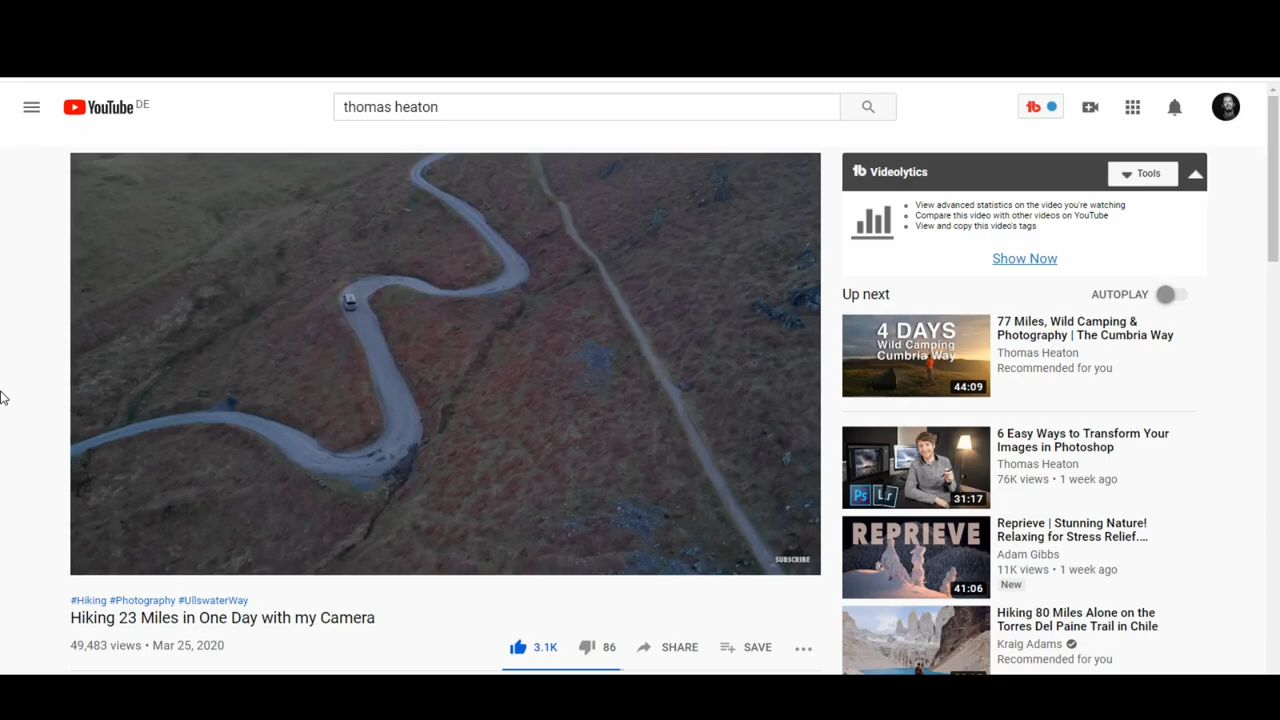 YouTube DE
thomas heaton
tb
SUBSCRIBE
#Hiking #Photography #UllswaterWay
Hiking 23 Miles in One Day with my Camera
49,483 views • Mar 25, 2020
3.1K
86
SHARE
SAVE
tb Videolytics
Tools
View advanced statistics on the video you're watching
Compare this video with other videos on YouTube
View and copy this video's tags
Show Now
Up next
AUTOPLAY
4 DAYS
Wild Camping
Cumbria Way
44:09
77 Miles, Wild Camping &
Photography | The Cumbria Way
Thomas Heaton
Recommended for you
Ps
Lr
31:17
6 Easy Ways to Transform Your
Images in Photoshop
Thomas Heaton
76K views • 1 week ago
REPRIEVE
41:06
Reprieve | Stunning Nature!
Relaxing for Stress Relief....
Adam Gibbs
11K views • 1 week ago
New
Hiking 80 Miles Alone on the
Torres Del Paine Trail in Chile
Kraig Adams
Recommended for you